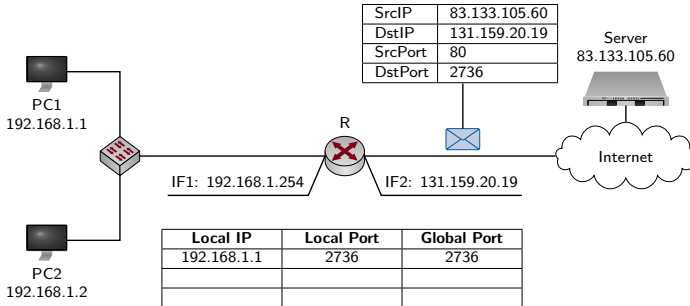 SrcIP 83.133.105.60
DstIP 131.159.20.19
SrcPort 80
DstPort 2736
Server
83.133.105.60
PC1
192.168.1.1
R
Internet
IF1: 192.168.1.254
IF2: 131.159.20.19
PC2
192.168.1.2
Local IP Local Port Global Port
192.168.1.1 2736 2736